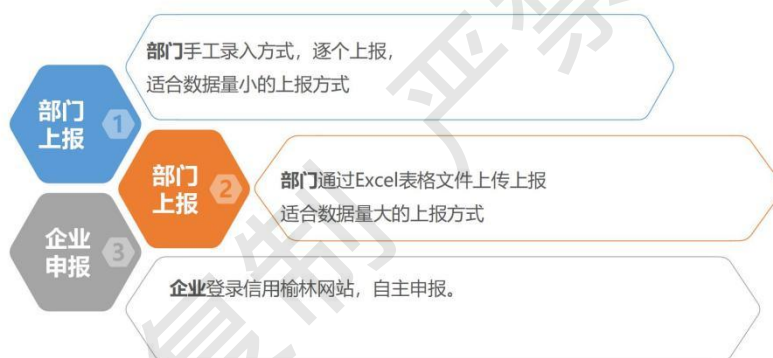 部门手工录入方式，逐个上报，
适合数据量小的上报方式
部门
上报
1
部门
上报
2
部门通过Excel表格文件上传上报
适合数据量大的上报方式
企业
申报
3
企业登录信用榆林网站，自主申报。
复制 严禁